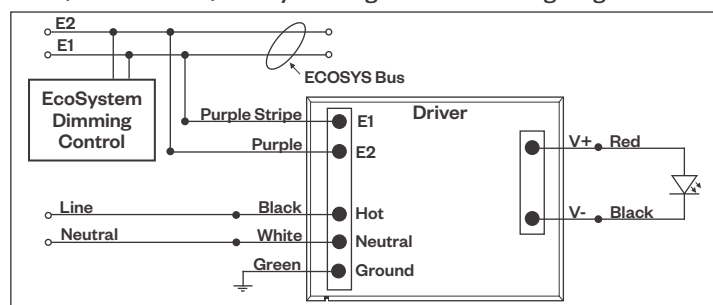 E2
E1
ECOSYS Bus
EcoSystem
Dimming
Control
Driver
Purple Stripe E1
Purple E2
V+ Red
Line Black Hot
V- Black
Neutral White Neutral
Green Ground